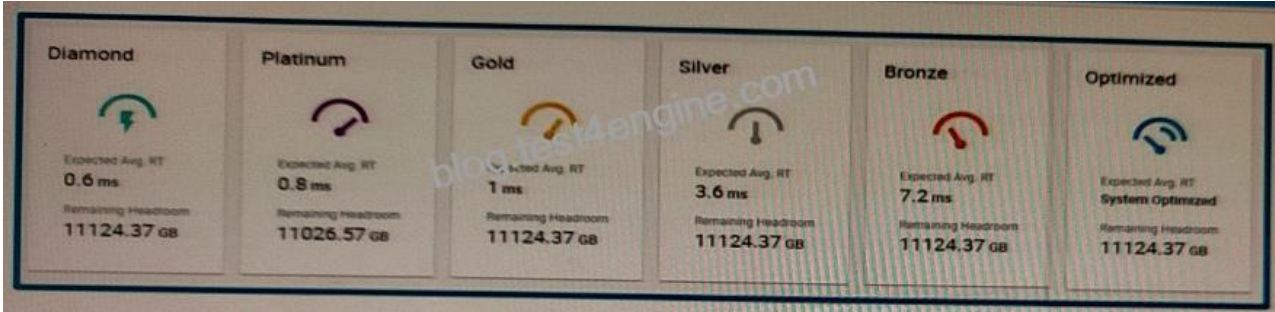 Diamond
Expected Avg. RT
0.6 ms
Remaining Headroom
11124.37 GB
Platinum
Expected Avg. RT
0.8 ms
Remaining Headroom
11026.57 GB
Gold
Expected Avg. RT
1 ms
Remaining Headroom
11124.37 GB
Silver
Expected Avg. RT
3.6 ms
Remaining Headroom
11124.37 GB
Bronze
Expected Avg. RT
7.2 ms
Remaining Headroom
11124.37 GB
Optimized
Expected Avg. RT
System Optimized
Remaining Headroom
11124.37 GB
blog.test4engine.com